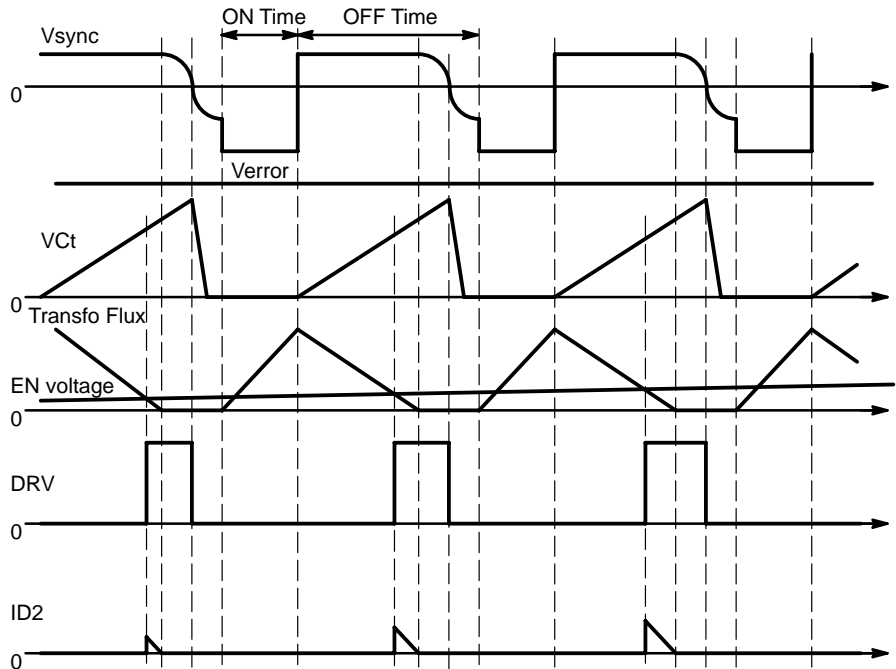 ON Time
OFF Time
Vsync
0
Verror
VCt
0
Transfo Flux
EN voltage
0
DRV
0
ID2
0